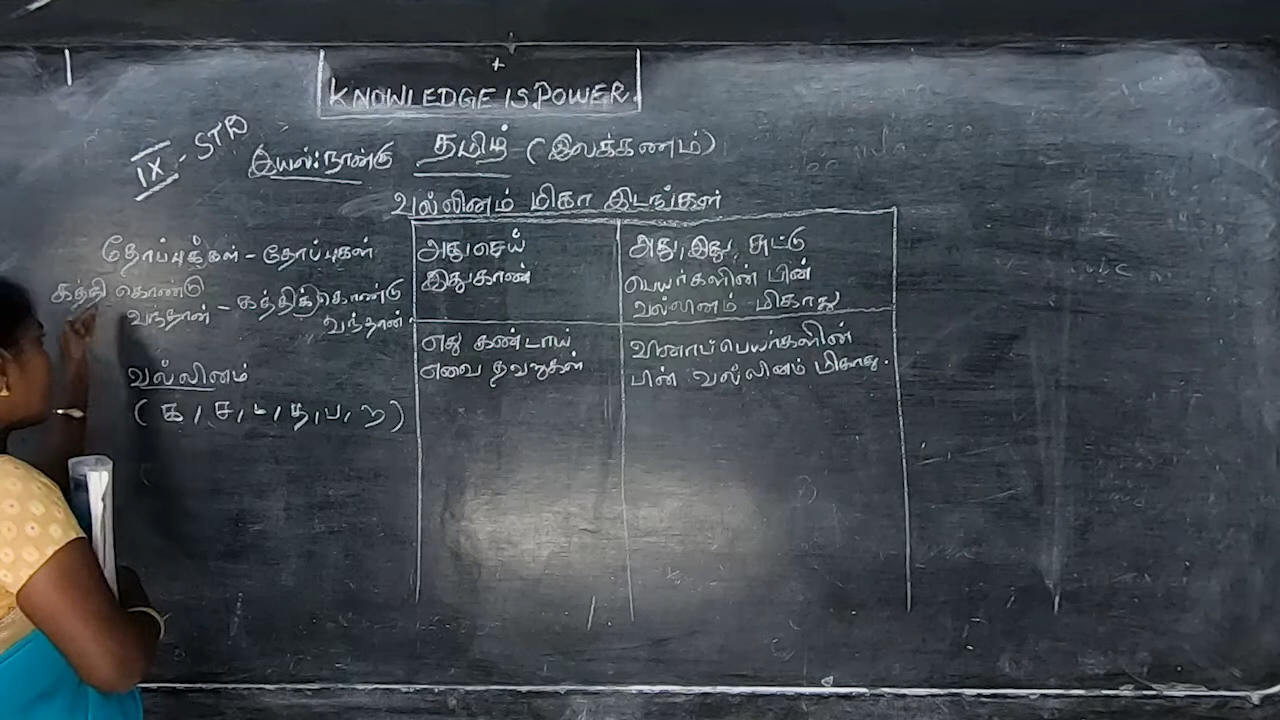 KNOWLEDGE IS POWER.
IX - STD
இயல்: நான்கு தமிழ் - (இலக்கணம்)
வல்லினம் மிகா இடங்கள்
தோப்புக்கள் - தோப்புகள்
கத்தி கொண்டு
வந்தான் - கத்திக்கொண்டு
வந்தான்.
வல்லினம்
( க, ச, ட, த, ப, ற )
அது செய்
இது காண்
அது, இது, சுட்டு
பெயர்களின் பின்
வல்லினம் மிகாது
எது கண்டாய்
எவை தவறுகள்
வினாப்பெயர்களின்
பின் வல்லினம் மிகாது.